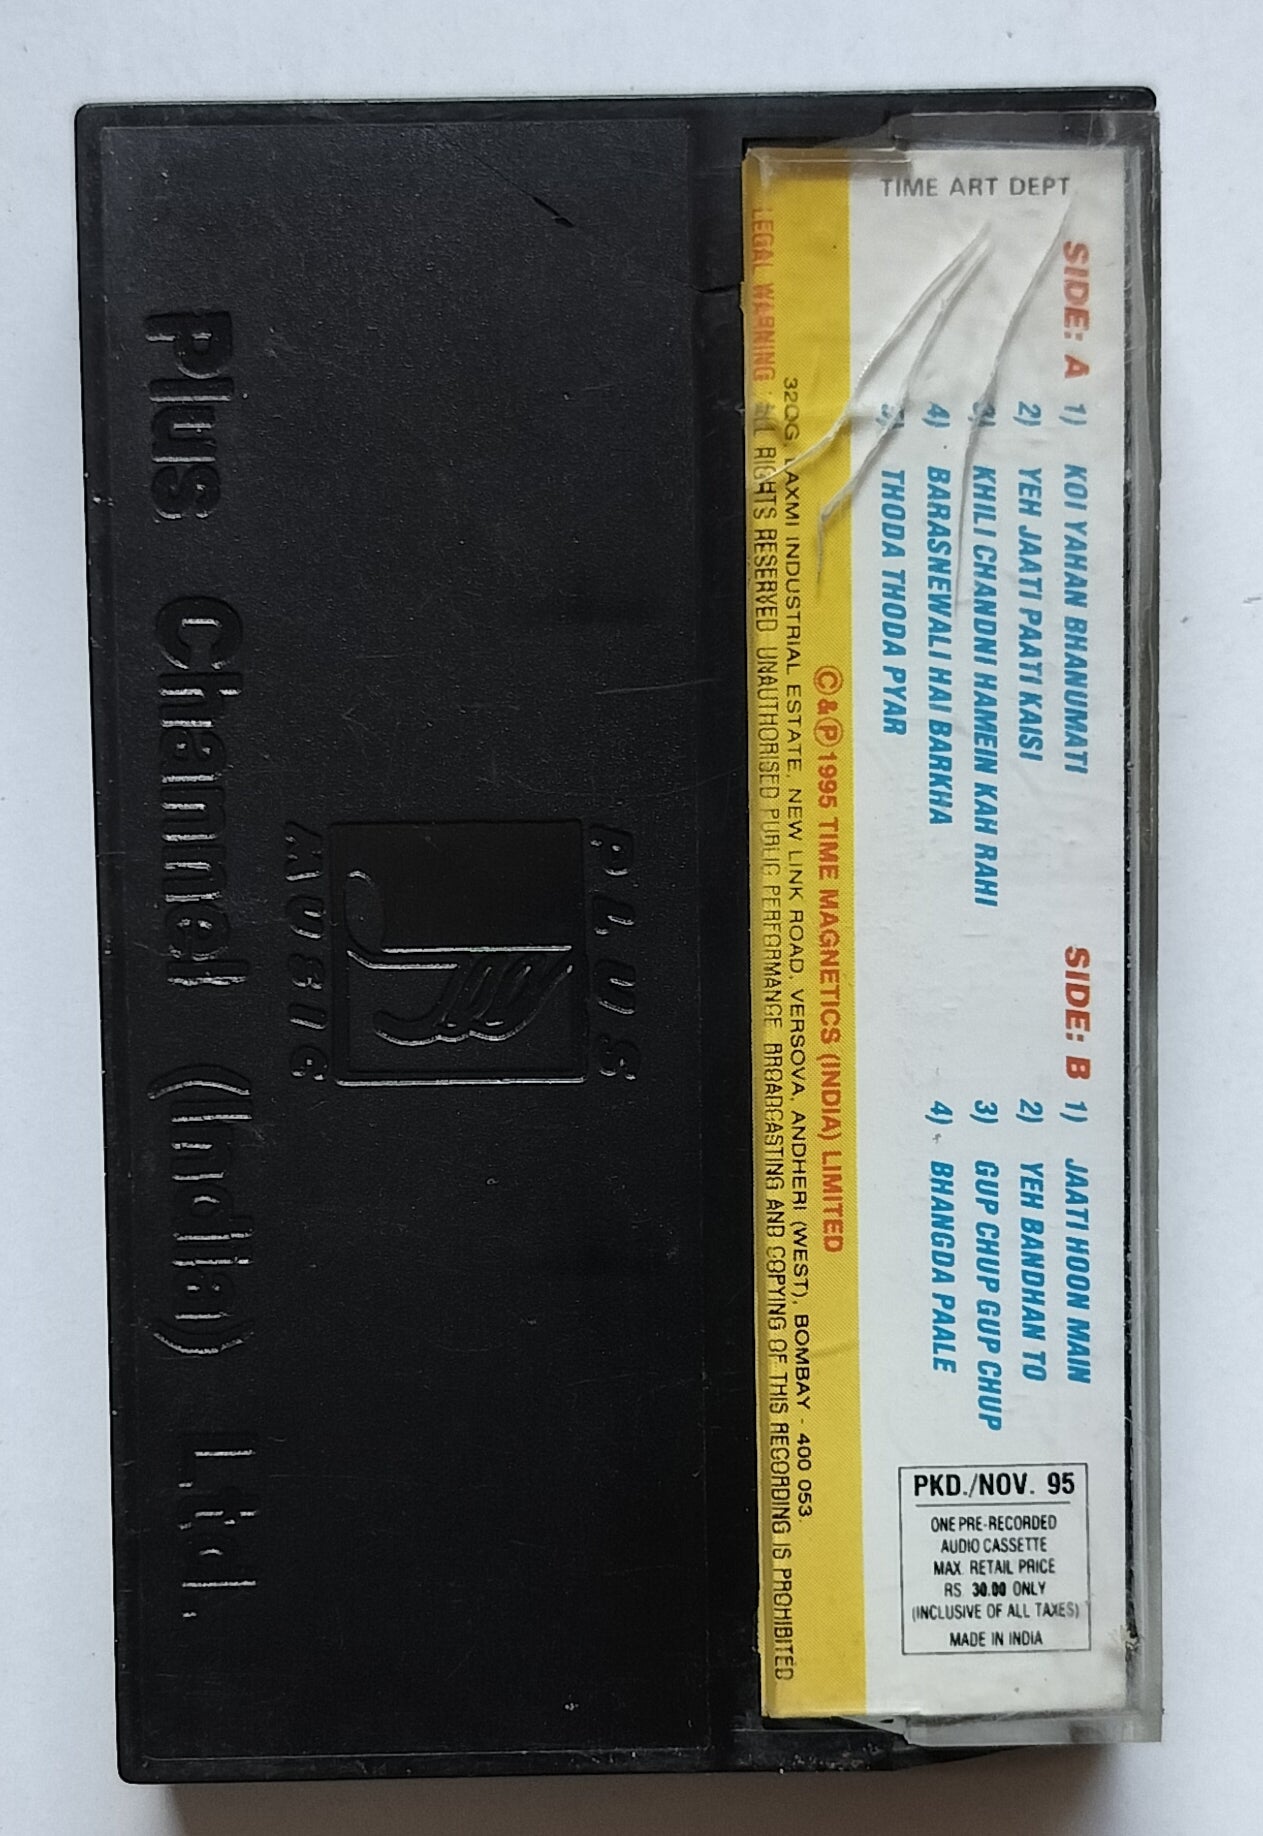 TIME ART DEPT
SIDE: A
1) KOI YAHAN BHANUMATI
2) YEH JAATI PAATI KAISI
3) KHILI CHANDNI HAMEIN KAH RAHI
4) BARASNEWALI HAI BARKHA
5) THODA THODA PYAR
SIDE: B
1) JAATI HOON MAIN
2) YEH BANDHAN TO
3) GUP CHUP GUP CHUP
4) BHANGDA PAALE
PKD./NOV. 95
ONE PRE-RECORDED
AUDIO CASSETTE
MAX. RETAIL PRICE
RS. 30.00 ONLY
(INCLUSIVE OF ALL TAXES)
MADE IN INDIA
©&℗1995 TIME MAGNETICS (INDIA) LIMITED
32QG, LAXMI INDUSTRIAL ESTATE, NEW LINK ROAD, VERSOVA, ANDHERI (WEST), BOMBAY - 400 053.
LEGAL WARNING : ALL RIGHTS RESERVED UNAUTHORISED PUBLIC PERFORMANCE BROADCASTING AND COPYING OF THIS RECORDING IS PROHIBITED
PLUS
MUSIC
Plus Channel (India) Ltd.